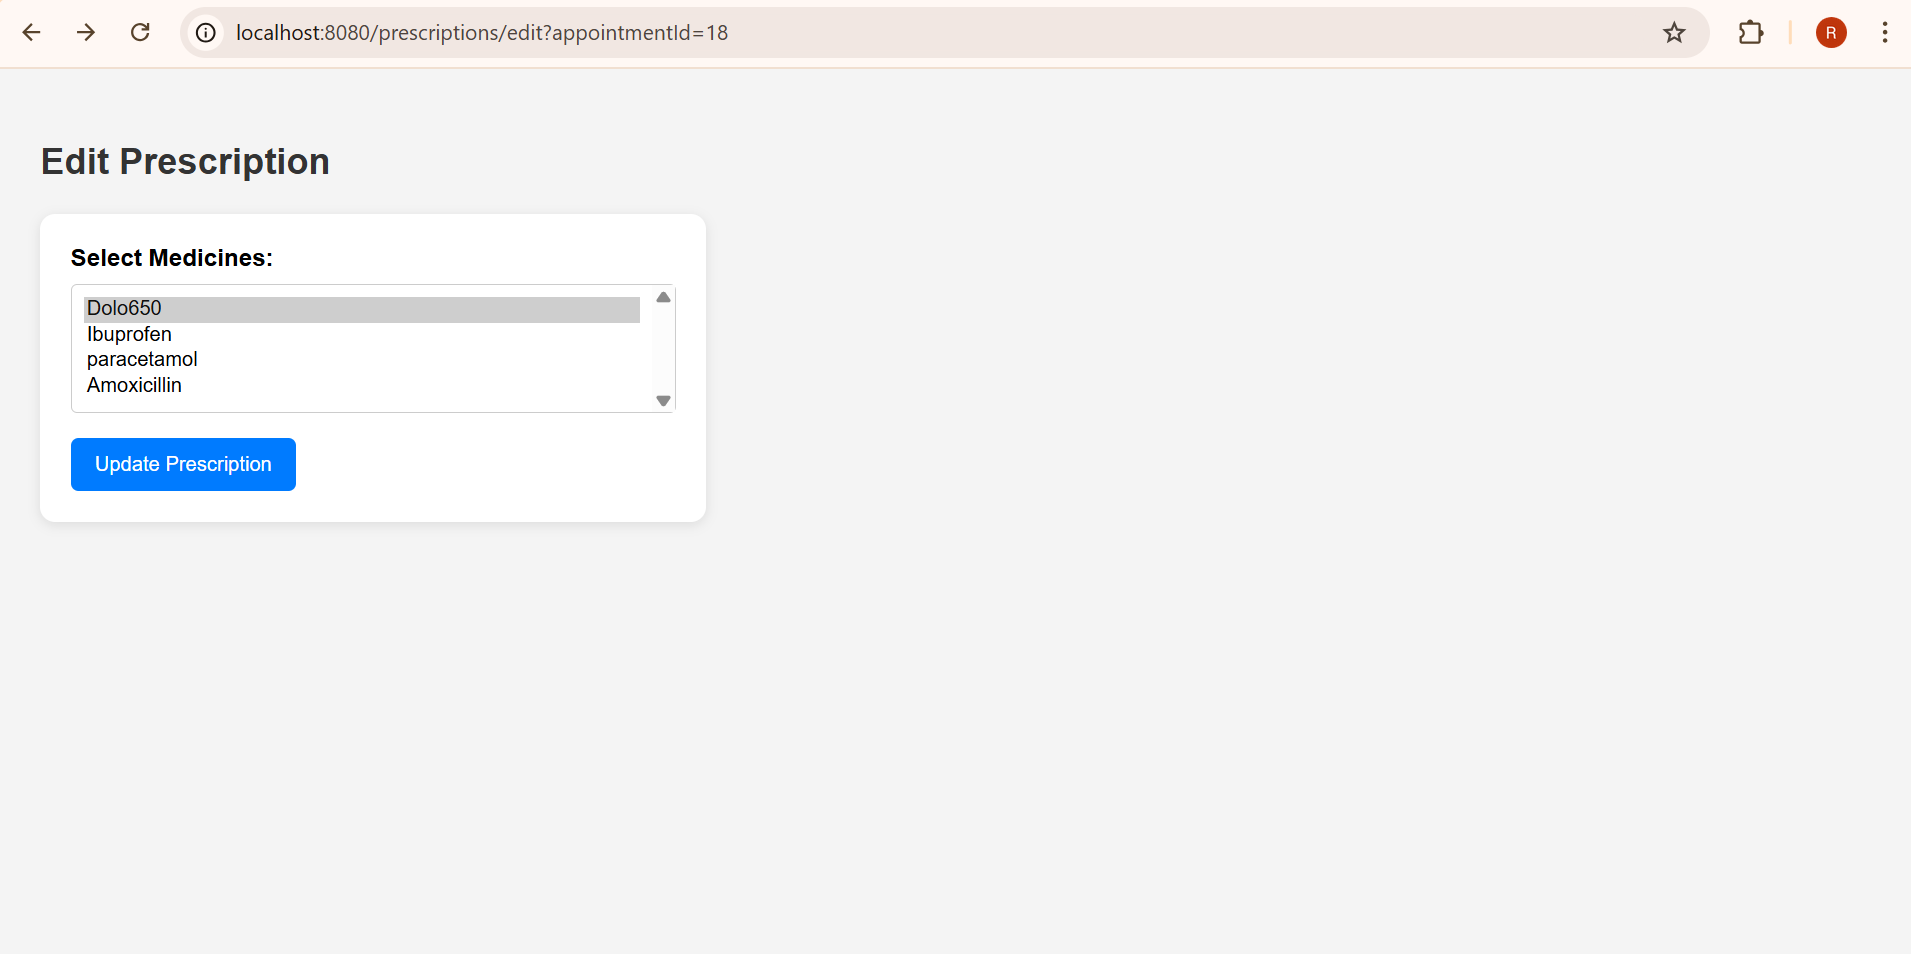 localhost:8080/prescriptions/edit?appointmentId=18
R
Edit Prescription
Select Medicines:
Dolo650
Ibuprofen
paracetamol
Amoxicillin
Update Prescription